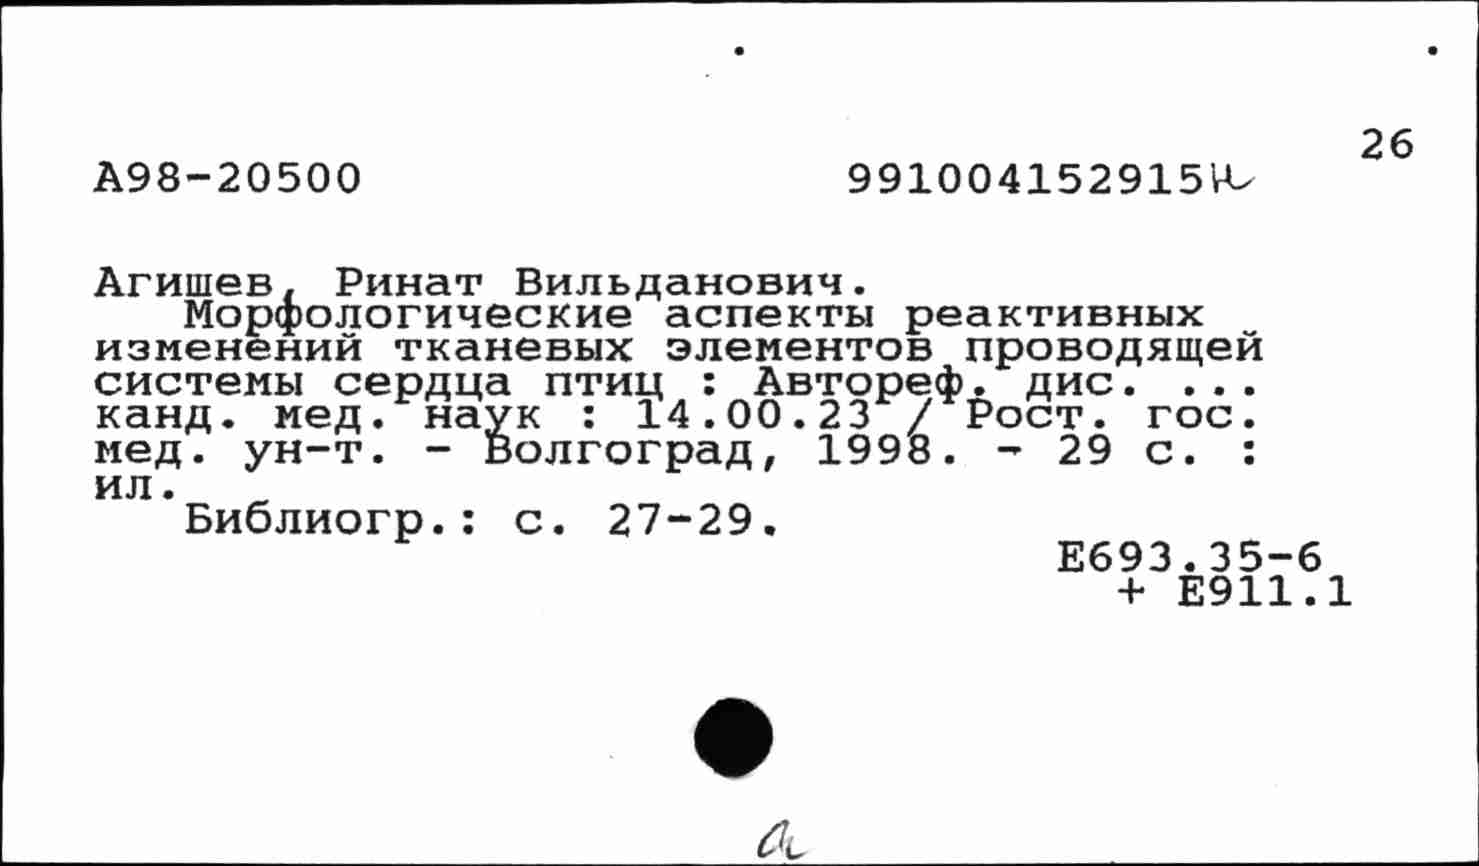 26
А98-20500 991004152915
Агишев, Ринат Вильданович.
Морфологические аспекты реактивных
изменений тканевых элементов проводящей
системы сердца птиц : Автореф. дис. ...
канд. мед. наук : 14.00.23 / Рост. гос.
мед. ун-т. - Волгоград, 1998. - 29 с. :
ил.
Библиогр.: с. 27-29.
Е693.35-6
+ Е911.1